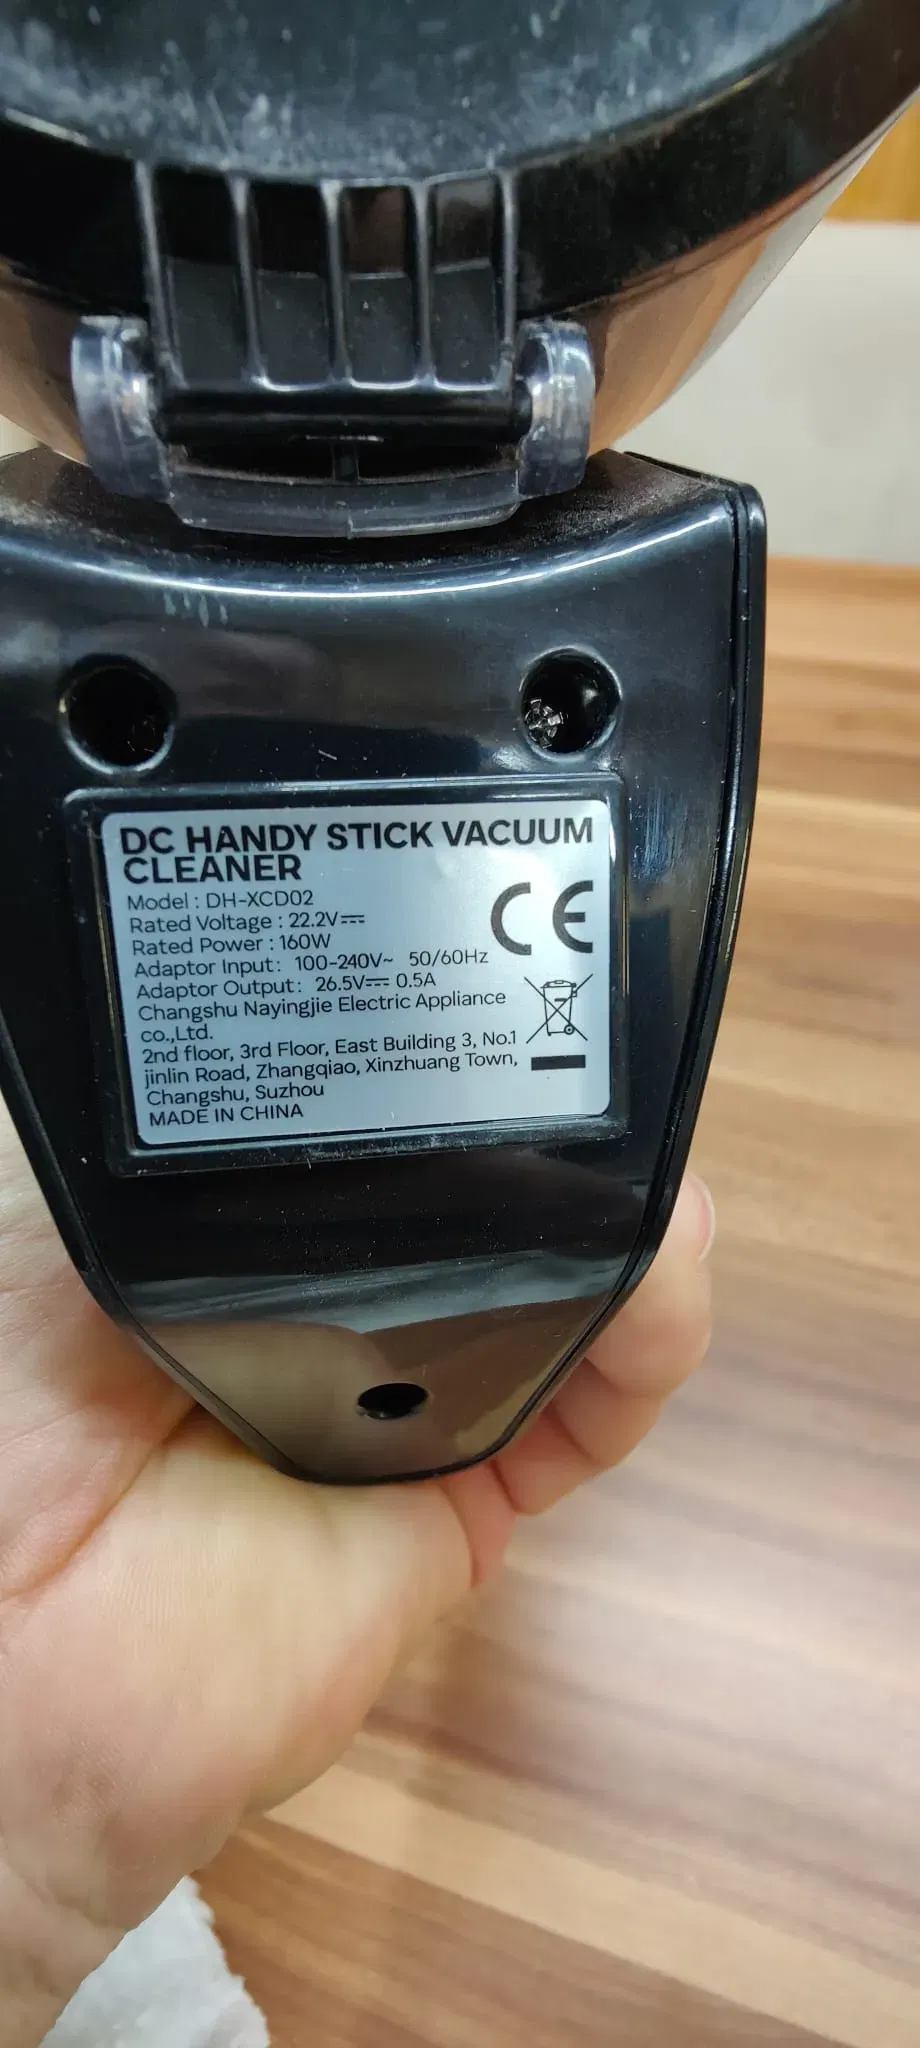 DC HANDY STICK VACUUM
CLEANER
Model : DH-XCD02
Rated Voltage : 22.2V⎓
Rated Power : 160W
CE
Adaptor Input: 100-240V~ 50/60Hz
Adaptor Output: 26.5V⎓ 0.5A
Changshu Nayingjie Electric Appliance
co.,Ltd.
2nd floor, 3rd Floor, East Building 3, No.1
jinlin Road, Zhangqiao, Xinzhuang Town,
Changshu, Suzhou
MADE IN CHINA